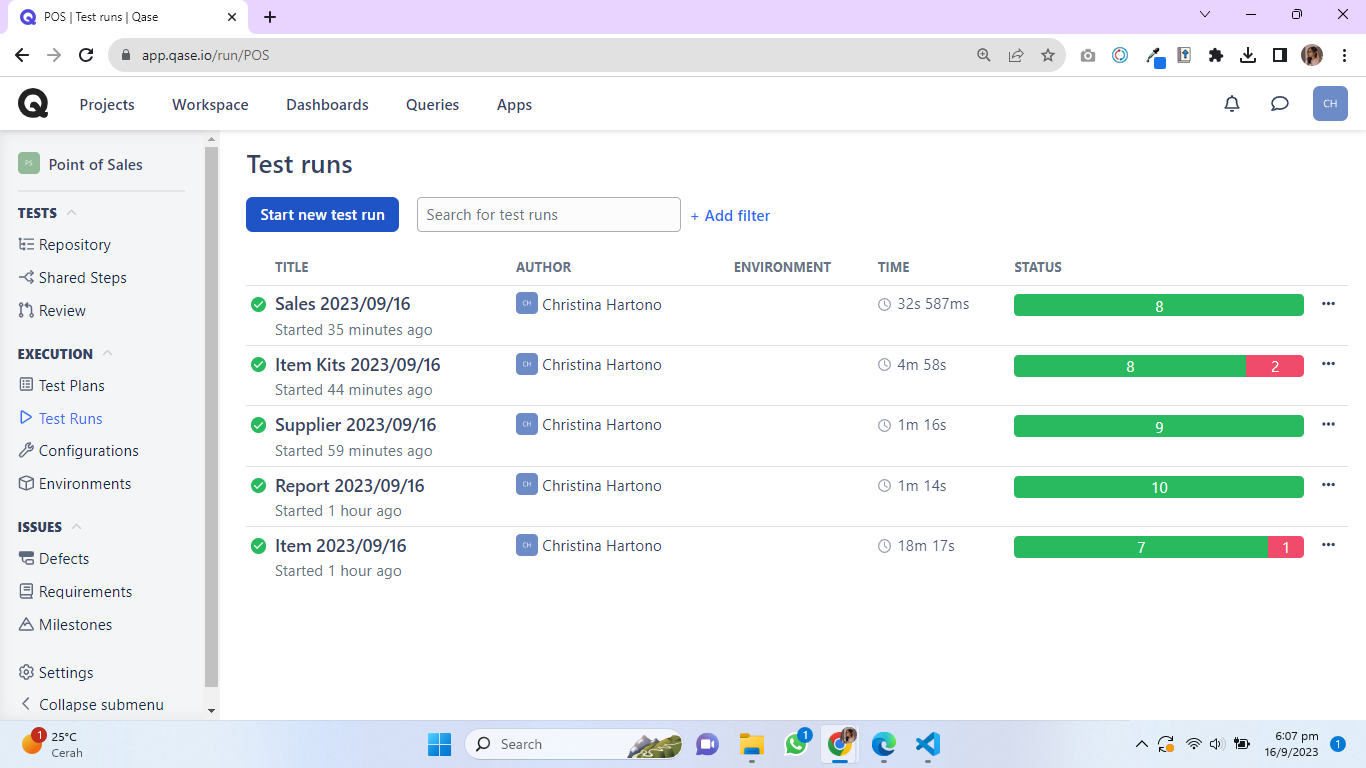 POS | Test runs | Qase
app.qase.io/run/POS
Projects
Workspace
Dashboards
Queries
Apps
CH
PS
Point of Sales
TESTS
Repository
Shared Steps
Review
EXECUTION
Test Plans
Test Runs
Configurations
Environments
ISSUES
Defects
Requirements
Milestones
Settings
Collapse submenu
Test runs
Start new test run
Search for test runs
+ Add filter
TITLE AUTHOR ENVIRONMENT TIME STATUS
Sales 2023/09/16 CH Christina Hartono 32s 587ms 8
Started 35 minutes ago
Item Kits 2023/09/16 CH Christina Hartono 4m 58s 8 2
Started 44 minutes ago
Supplier 2023/09/16 CH Christina Hartono 1m 16s 9
Started 59 minutes ago
Report 2023/09/16 CH Christina Hartono 1m 14s 10
Started 1 hour ago
Item 2023/09/16 CH Christina Hartono 18m 17s 7 1
Started 1 hour ago
1
25°C
Cerah
Search
1
6:07 pm
16/9/2023
1